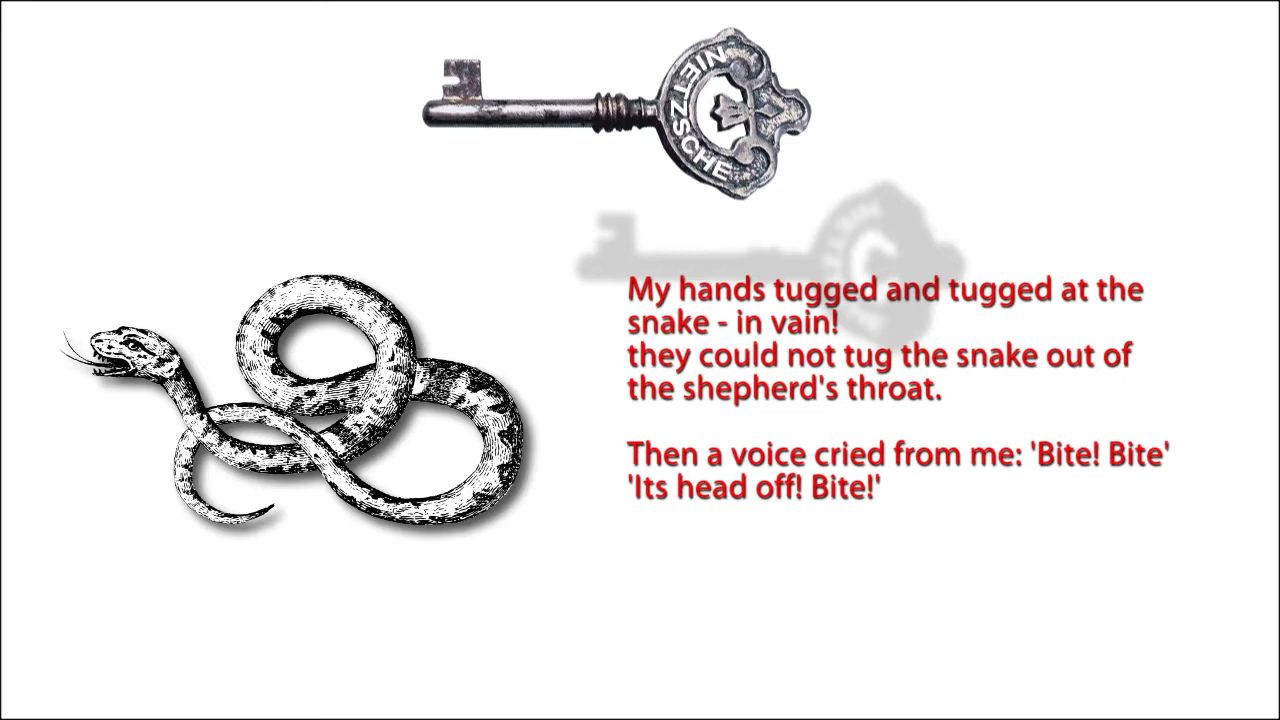 NIETZSCHE
My hands tugged and tugged at the
snake - in vain!
they could not tug the snake out of
the shepherd's throat.
Then a voice cried from me: 'Bite! Bite'
'Its head off! Bite!'